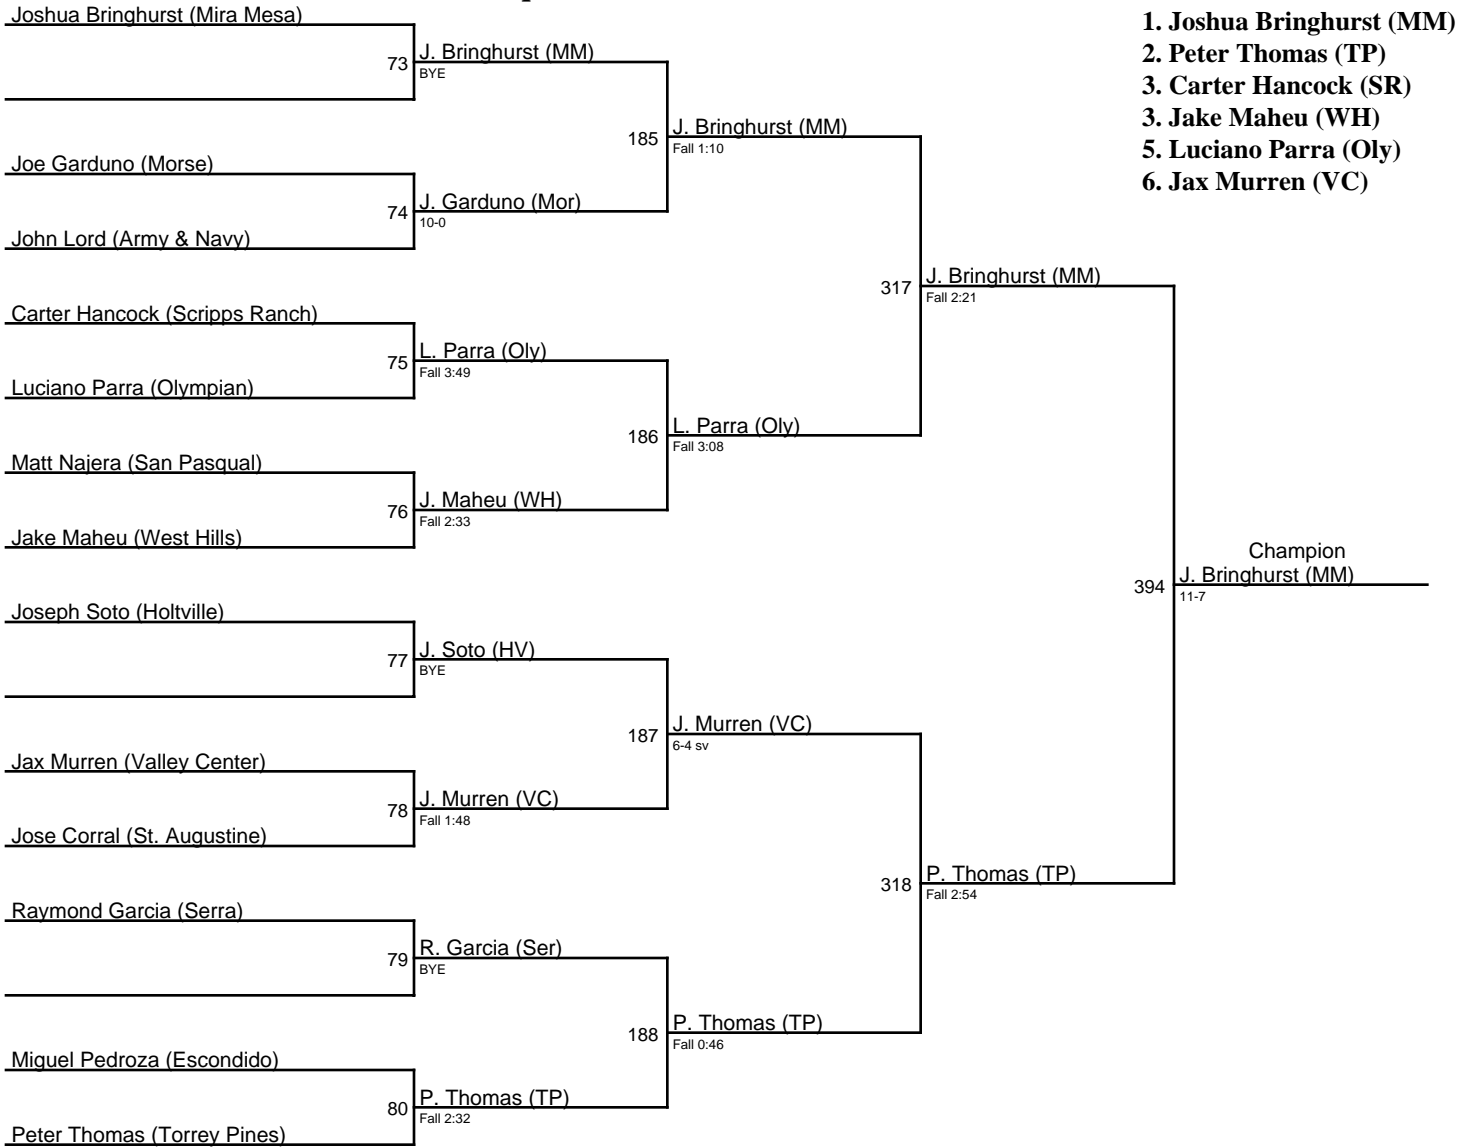 Joshua Bringhurst (Mira Mesa)
73
J. Bringhurst (MM)
BYE
Joe Garduno (Morse)
74
J. Garduno (Mor)
10-0
John Lord (Army & Navy)
185
J. Bringhurst (MM)
Fall 1:10
Carter Hancock (Scripps Ranch)
75
L. Parra (Oly)
Fall 3:49
Luciano Parra (Olympian)
186
L. Parra (Oly)
Fall 3:08
Matt Najera (San Pasqual)
76
J. Maheu (WH)
Fall 2:33
Jake Maheu (West Hills)
317
J. Bringhurst (MM)
Fall 2:21
Joseph Soto (Holtville)
77
J. Soto (HV)
BYE
187
J. Murren (VC)
6-4 sv
Jax Murren (Valley Center)
78
J. Murren (VC)
Fall 1:48
Jose Corral (St. Augustine)
318
P. Thomas (TP)
Fall 2:54
Raymond Garcia (Serra)
79
R. Garcia (Ser)
BYE
188
P. Thomas (TP)
Fall 0:46
Miguel Pedroza (Escondido)
80
P. Thomas (TP)
Fall 2:32
Peter Thomas (Torrey Pines)
394
Champion
J. Bringhurst (MM)
11-7
1. Joshua Bringhurst (MM)
2. Peter Thomas (TP)
3. Carter Hancock (SR)
3. Jake Maheu (WH)
5. Luciano Parra (Oly)
6. Jax Murren (VC)